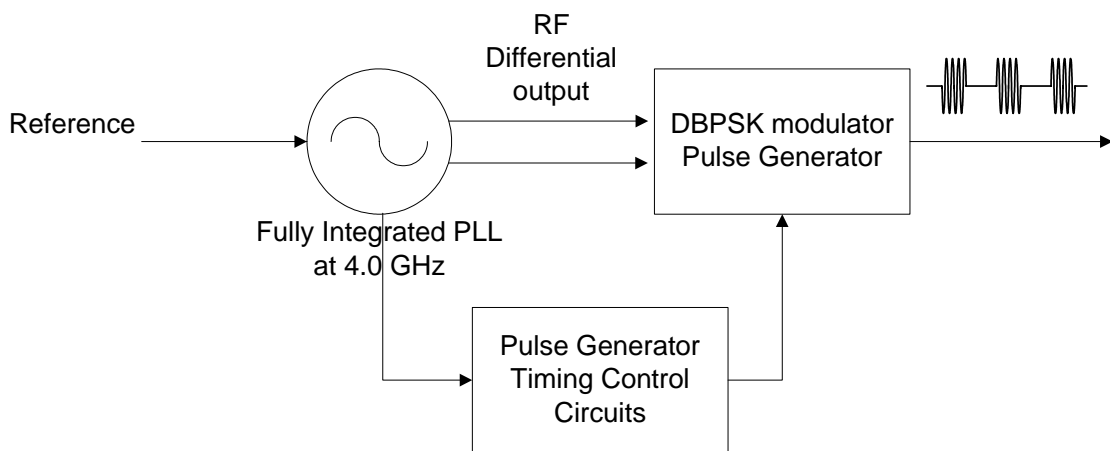 RF
Differential
output
Reference
DBPSK modulator
Pulse Generator
Fully Integrated PLL
at 4.0 GHz
Pulse Generator
Timing Control
Circuits